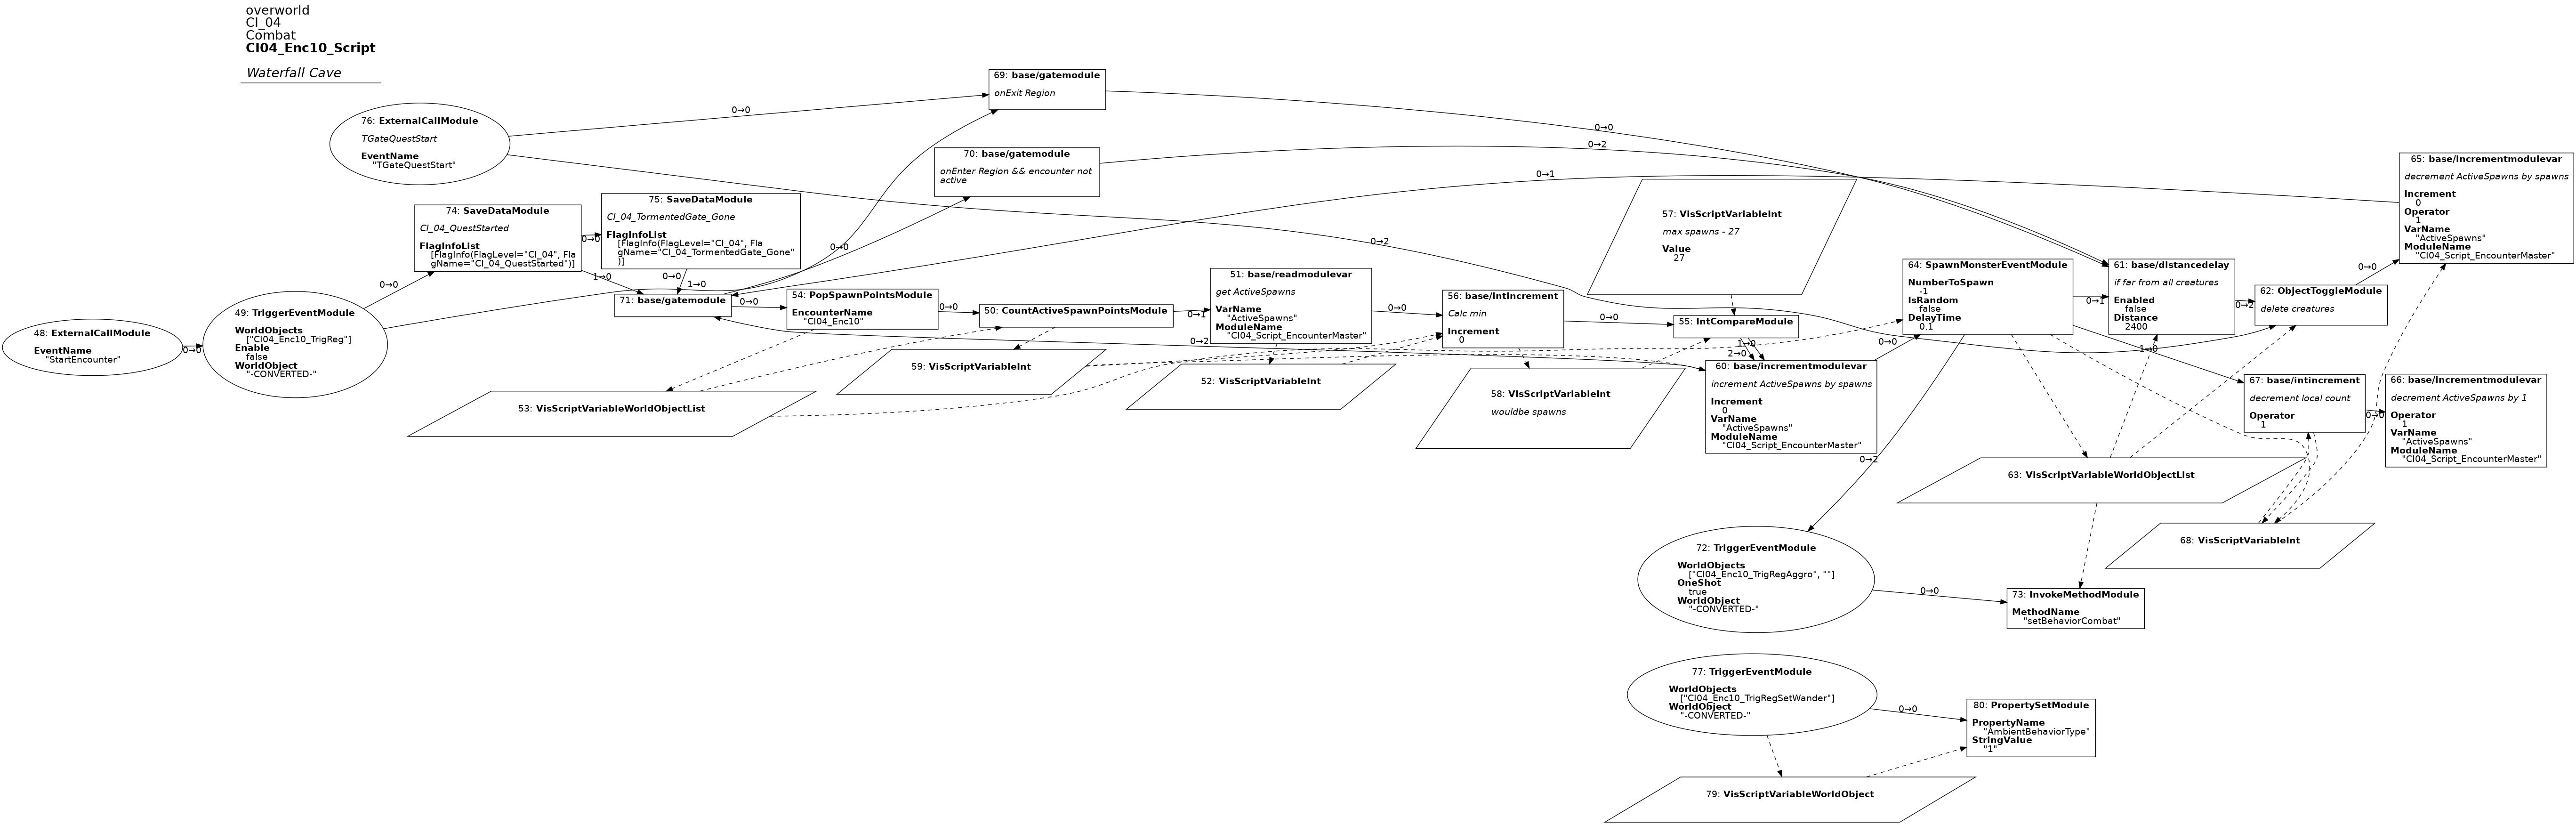 overworld
CI_04
Combat
CI04_Enc10_Script
Waterfall Cave
48: ExternalCallModule
EventName
"StartEncounter"
0→0
49: TriggerEventModule
WorldObjects
["CI04_Enc10_TrigReg"]
Enable
false
WorldObject
"-CONVERTED-"
0→0
76: ExternalCallModule
TGateQuestStart
EventName
"TGateQuestStart"
0→0
74: SaveDataModule
CI_04_QuestStarted
FlagInfoList
[FlagInfo(FlagLevel="CI_04", Fla
gName="CI_04_QuestStarted")]
0→0
1→0
75: SaveDataModule
CI_04_TormentedGate_Gone
FlagInfoList
[FlagInfo(FlagLevel="CI_04", Fla
gName="CI_04_TormentedGate_Gone"
)]
0→0
1→0
71: base/gatemodule
0→0
0→0
69: base/gatemodule
onExit Region
70: base/gatemodule
onEnter Region && encounter not
active
54: PopSpawnPointsModule
EncounterName
"CI04_Enc10"
0→0
50: CountActiveSpawnPointsModule
0→1
0→2
53: VisScriptVariableWorldObjectList
59: VisScriptVariableInt
51: base/readmodulevar
get ActiveSpawns
VarName
"ActiveSpawns"
ModuleName
"CI04_Script_EncounterMaster"
0→0
0→2
52: VisScriptVariableInt
56: base/intincrement
Calc min
Increment
0
0→0
58: VisScriptVariableInt
wouldbe spawns
0→0
0→2
0→1
57: VisScriptVariableInt
max spawns - 27
Value
27
55: IntCompareModule
1→0
2→0
60: base/incrementmodulevar
increment ActiveSpawns by spawns
Increment
0
VarName
"ActiveSpawns"
ModuleName
"CI04_Script_EncounterMaster"
0→0
0→2
64: SpawnMonsterEventModule
NumberToSpawn
-1
IsRandom
false
DelayTime
0.1
0→1
1→0
61: base/distancedelay
if far from all creatures
Enabled
false
Distance
2400
0→2
62: ObjectToggleModule
delete creatures
0→0
65: base/incrementmodulevar
decrement ActiveSpawns by spawns
Increment
0
Operator
1
VarName
"ActiveSpawns"
ModuleName
"CI04_Script_EncounterMaster"
67: base/intincrement
decrement local count
Operator
1
0→0
66: base/incrementmodulevar
decrement ActiveSpawns by 1
Operator
1
VarName
"ActiveSpawns"
ModuleName
"CI04_Script_EncounterMaster"
63: VisScriptVariableWorldObjectList
68: VisScriptVariableInt
72: TriggerEventModule
WorldObjects
["CI04_Enc10_TrigRegAggro", ""]
OneShot
true
WorldObject
"-CONVERTED-"
0→0
73: InvokeMethodModule
MethodName
"setBehaviorCombat"
77: TriggerEventModule
WorldObjects
["CI04_Enc10_TrigRegSetWander"]
WorldObject
"-CONVERTED-"
0→0
80: PropertySetModule
PropertyName
"AmbientBehaviorType"
StringValue
"1"
79: VisScriptVariableWorldObject